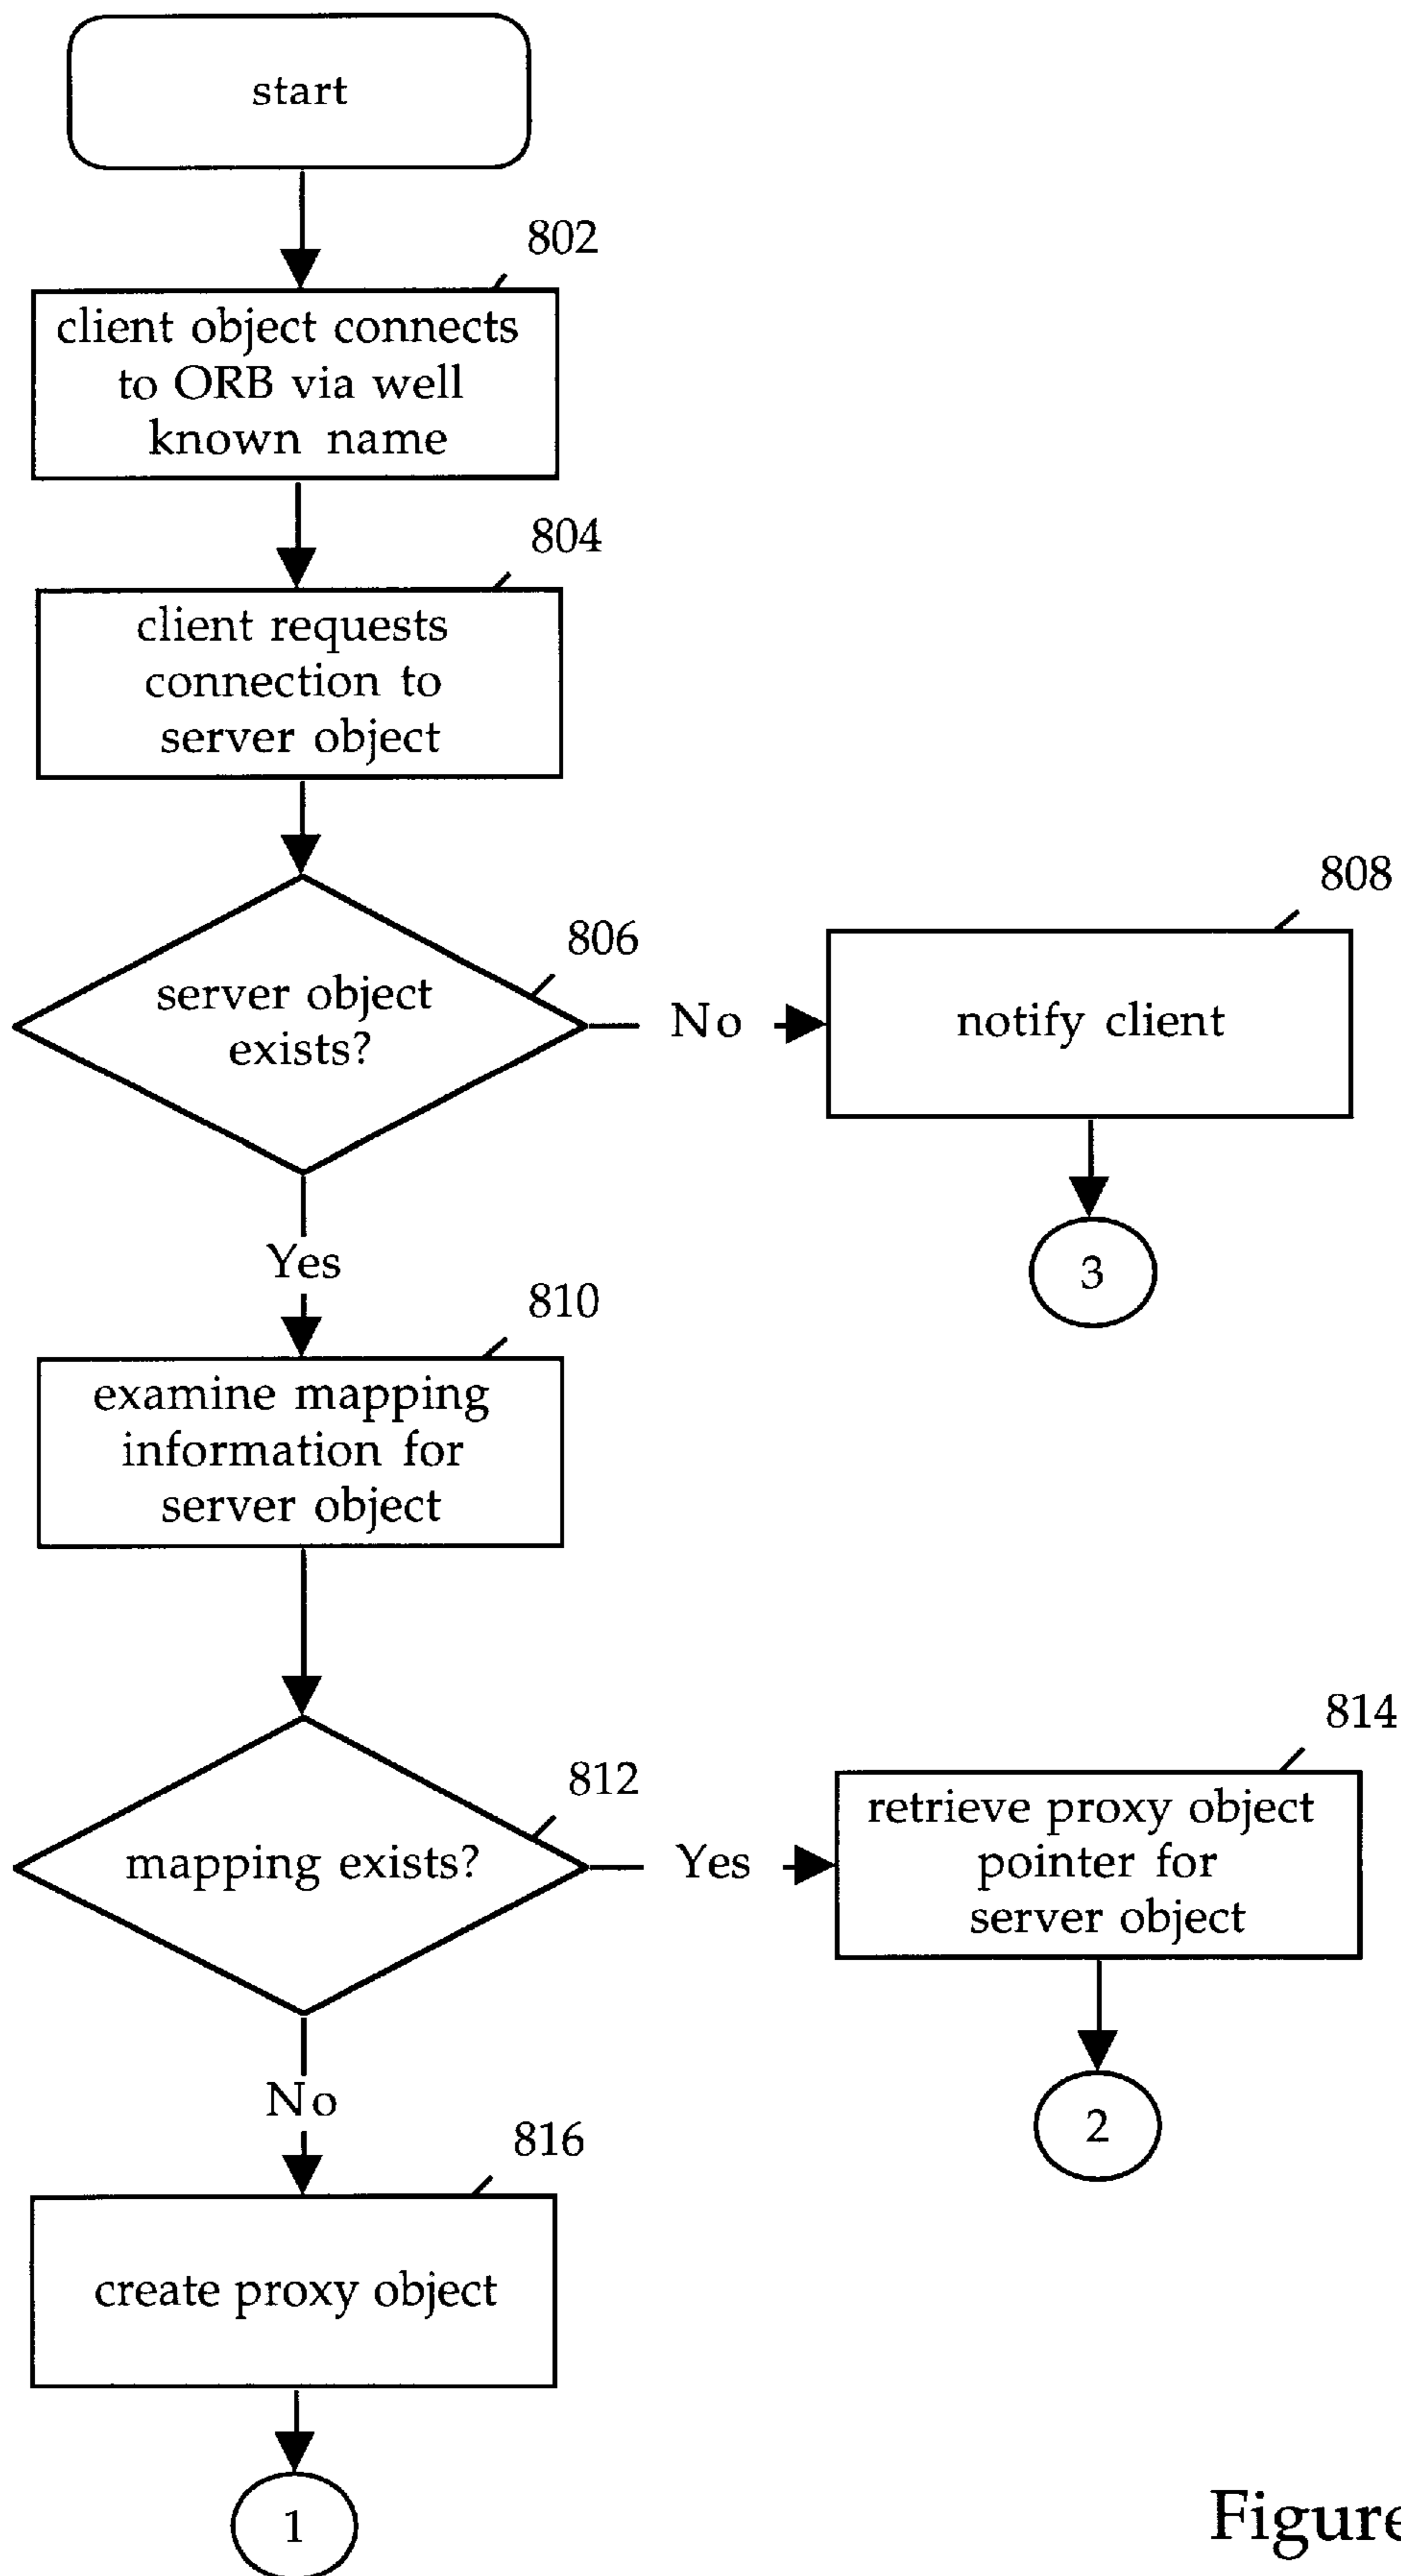 start
802
client object connects
to ORB via well
known name
804
client requests
connection to
server object
806
server object
exists?
No
808
notify client
3
Yes
810
examine mapping
information for
server object
812
mapping exists?
Yes
814
retrieve proxy object
pointer for
server object
2
No
816
create proxy object
1
Figure